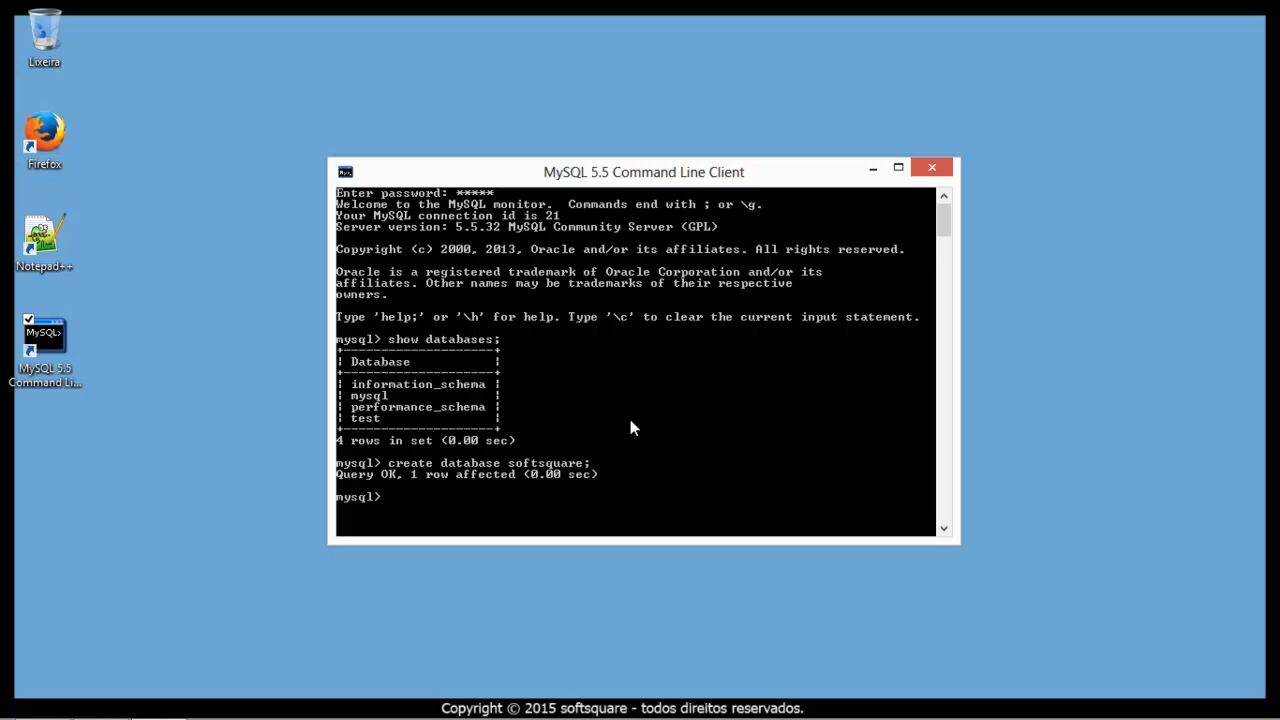 Lixeira
Firefox
Notepad++
MySQL>
MySQL 5.5
Command Li...
MySQL 5.5 Command Line Client
Enter password: *****
Welcome to the MySQL monitor.  Commands end with ; or \g.
Your MySQL connection id is 21
Server version: 5.5.32 MySQL Community Server (GPL)
Copyright (c) 2000, 2013, Oracle and/or its affiliates. All rights reserved.
Oracle is a registered trademark of Oracle Corporation and/or its
affiliates. Other names may be trademarks of their respective
owners.
Type 'help;' or '\h' for help. Type '\c' to clear the current input statement.
mysql> show databases;
+--------------------+
| Database           |
+--------------------+
| information_schema |
| mysql              |
| performance_schema |
| test               |
+--------------------+
4 rows in set (0.00 sec)
mysql> create database softsquare;
Query OK, 1 row affected (0.00 sec)
mysql>
Copyright © 2015 softsquare - todos direitos reservados.